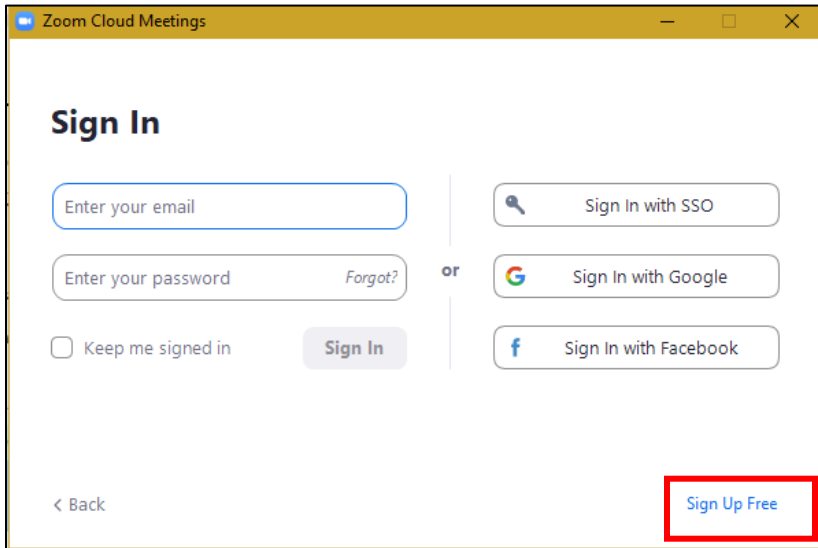 Zoom Cloud Meetings
Sign In
Enter your email
Enter your password Forgot?
Keep me signed in Sign In
or
Sign In with SSO
Sign In with Google
Sign In with Facebook
Back
Sign Up Free